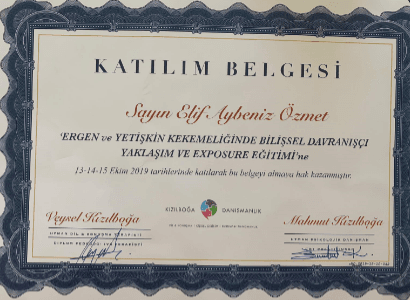 KATILIM BELGESİ
Sayın Elif Aybeniz Özmet
'ERGEN ve YETİŞKİN KEKEMELİĞİNDE BİLİŞSEL DAVRANIŞÇI
YAKLAŞIM VE EXPOSURE EĞİTİMİ'ne
13-14-15 Ekim 2019 tarihlerinde katılarak bu belgeyi almaya hak kazanmıştır.
Veysel Kızılboğa
KIZILBOĞA DANIŞMANLIK
Mahmut Kızılboğa